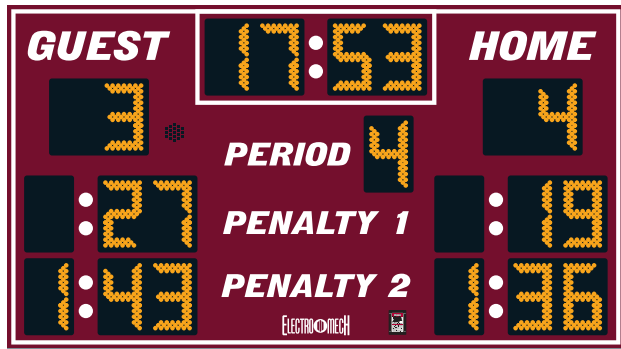 GUEST 17:53 HOME
3 4
PERIOD 4
:27 PENALTY 1 :19
1:43 PENALTY 2 1:36
ELECTRO-MECH